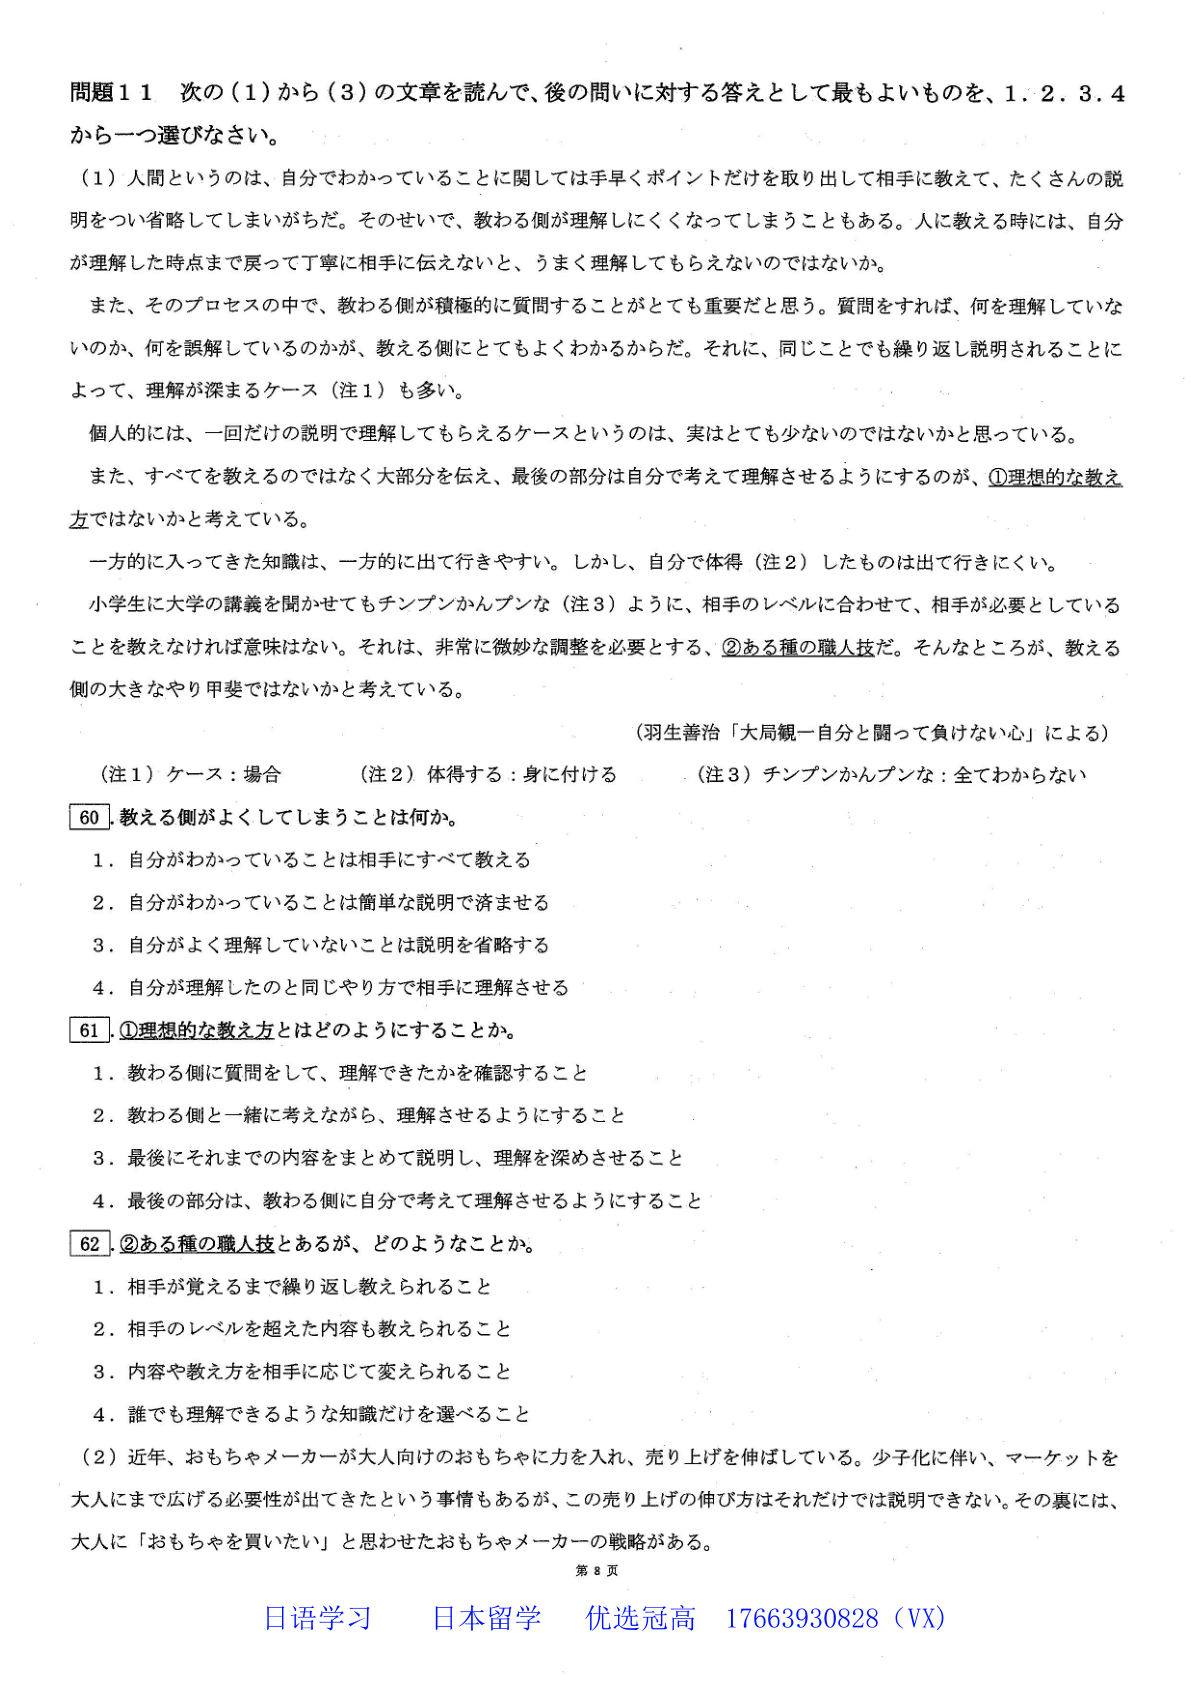 問題１１　次の（１）から（３）の文章を読んで、後の問いに対する答えとして最もよいものを、１．２．３．４
から一つ選びなさい。
（１）人間というのは、自分でわかっていることに関しては手早くポイントだけを取り出して相手に教えて、たくさんの説
明をつい省略してしまいがちだ。そのせいで、教わる側が理解しにくくなってしまうこともある。人に教える時には、自分
が理解した時点まで戻って丁寧に相手に伝えないと、うまく理解してもらえないのではないか。
また、そのプロセスの中で、教わる側が積極的に質問することがとても重要だと思う。質問をすれば、何を理解していな
いのか、何を誤解しているのかが、教える側にとてもよくわかるからだ。それに、同じことでも繰り返し説明されることに
よって、理解が深まるケース（注１）も多い。
個人的には、一回だけの説明で理解してもらえるケースというのは、実はとても少ないのではないかと思っている。
また、すべてを教えるのではなく大部分を伝え、最後の部分は自分で考えて理解させるようにするのが、①理想的な教え
方ではないかと考えている。
一方的に入ってきた知識は、一方的に出て行きやすい。しかし、自分で体得（注２）したものは出て行きにくい。
小学生に大学の講義を聞かせてもチンプンかんプンな（注３）ように、相手のレベルに合わせて、相手が必要としている
ことを教えなければ意味はない。それは、非常に微妙な調整を必要とする、②ある種の職人技だ。そんなところが、教える
側の大きなやり甲斐ではないかと考えている。
（羽生善治「大局観ー自分と闘って負けない心」による）
（注１）ケース：場合　（注２）体得する：身に付ける　（注３）チンプンかんプンな：全てわからない
60．教える側がよくしてしまうことは何か。
１．自分がわかっていることは相手にすべて教える
２．自分がわかっていることは簡単な説明で済ませる
３．自分がよく理解していないことは説明を省略する
４．自分が理解したのと同じやり方で相手に理解させる
61．①理想的な教え方とはどのようにすることか。
１．教わる側に質問をして、理解できたかを確認すること
２．教わる側と一緒に考えながら、理解させるようにすること
３．最後にそれまでの内容をまとめて説明し、理解を深めさせること
４．最後の部分は、教わる側に自分で考えて理解させるようにすること
62．②ある種の職人技とあるが、どのようなことか。
１．相手が覚えるまで繰り返し教えられること
２．相手のレベルを超えた内容も教えられること
３．内容や教え方を相手に応じて変えられること
４．誰でも理解できるような知識だけを選べること
（２）近年、おもちゃメーカーが大人向けのおもちゃに力を入れ、売り上げを伸ばしている。少子化に伴い、マーケットを
大人にまで広げる必要性が出てきたという事情もあるが、この売り上げの伸び方はそれだけでは説明できない。その裏には、
大人に「おもちゃを買いたい」と思わせたおもちゃメーカーの戦略がある。
第 8 页
日语学习　日本留学　优选冠高　17663930828（VX)